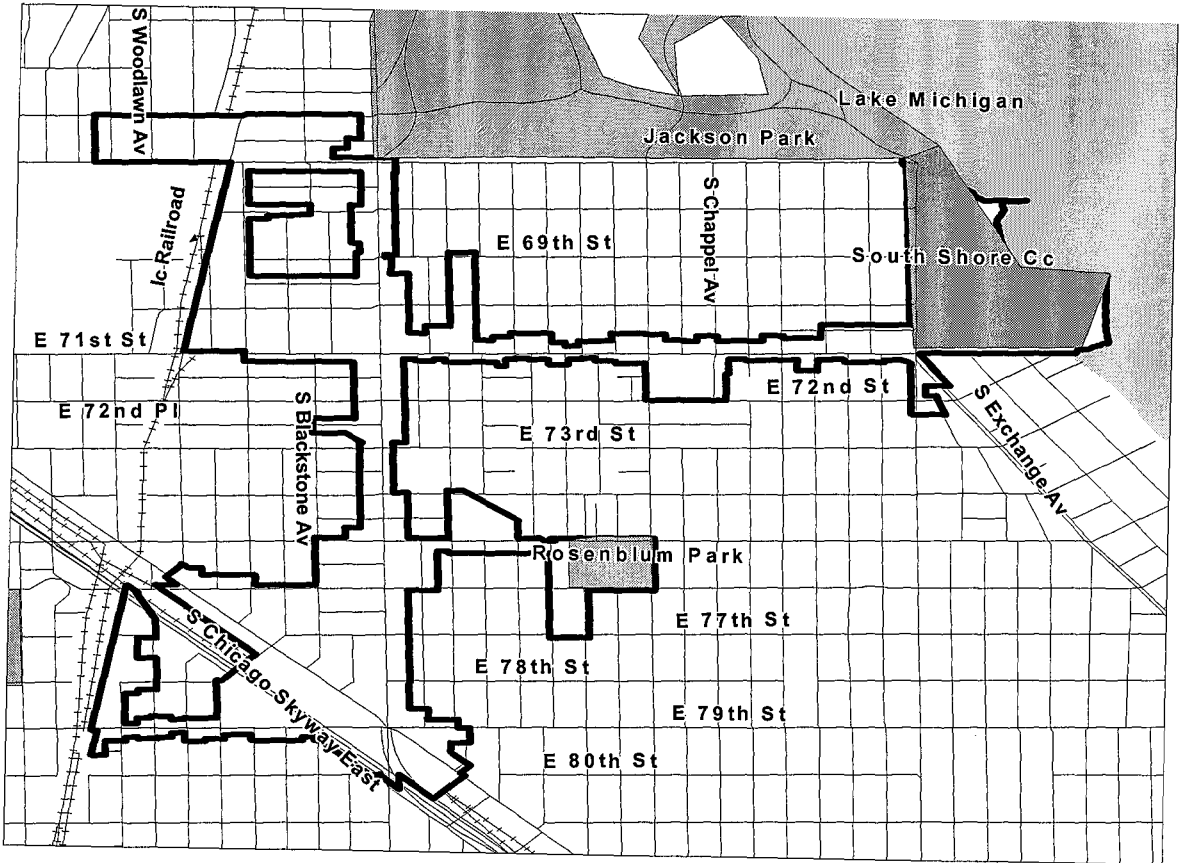 S Woodlawn Av
Lake Michigan
Jackson Park
Ic-Railroad
S Chappel Av
E 69th St
South Shore Cc
E 71st St
E 72nd St
E 72nd Pl
S Blackstone Av
E 73rd St
S Exchange Av
Rosenblum Park
E 77th St
S Chicago Skyway East
E 78th St
E 79th St
E 80th St